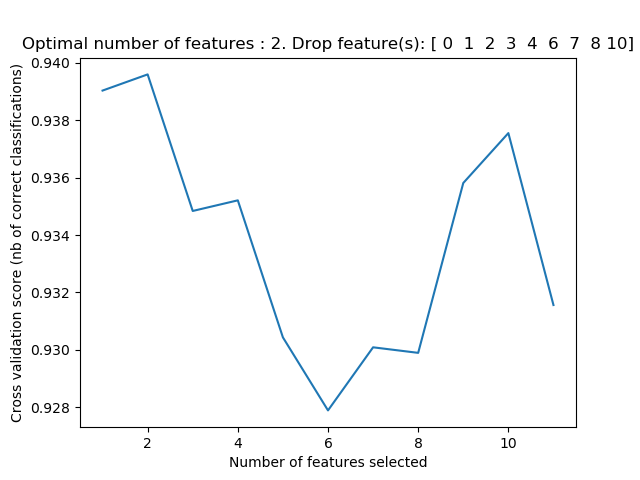 Optimal number of features : 2. Drop feature(s): [ 0  1  2  3  4  6  7  8 10]
0.940
0.938
0.936
0.934
0.932
0.930
0.928
Cross validation score (nb of correct classifications)
2 4 6 8 10
Number of features selected